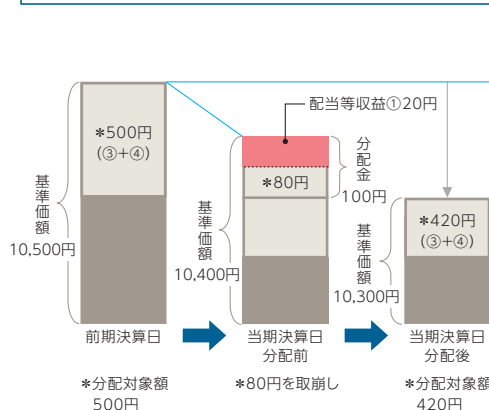 配当等収益①20円
*500円
(③+④)
分配金
100円
*80円
基準価額
10,500円
基準価額
10,400円
基準価額
10,300円
*420円
(③+④)
前期決算日
当期決算日
分配前
当期決算日
分配後
*分配対象額
500円
*80円を取崩し
*分配対象額
420円